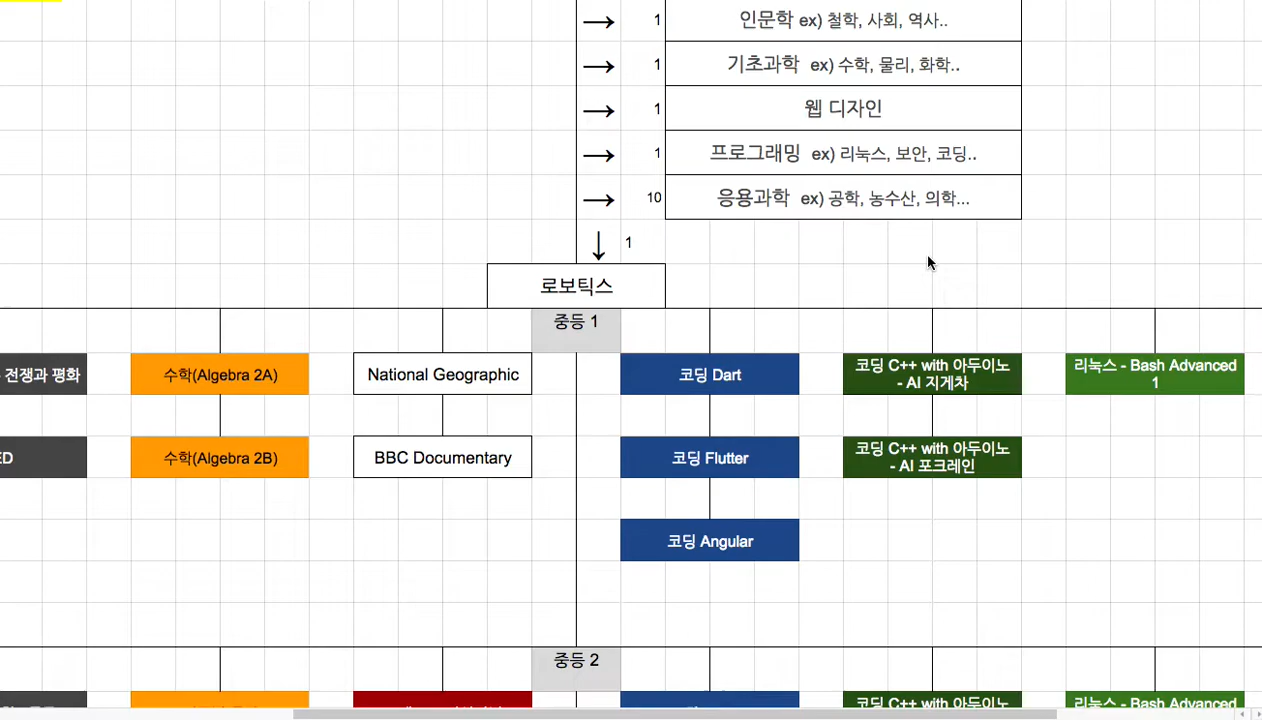 1 인문학 ex) 철학, 사회, 역사..
1 기초과학 ex) 수학, 물리, 화학..
1 웹 디자인
1 프로그래밍 ex) 리눅스, 보안, 코딩..
10 응용과학 ex) 공학, 농수산, 의학...
1
로보틱스
중등 1
전쟁과 평화
수학(Algebra 2A)
National Geographic
코딩 Dart
코딩 C++ with 아두이노
- AI 지게차
리눅스 - Bash Advanced
1
ED
수학(Algebra 2B)
BBC Documentary
코딩 Flutter
코딩 C++ with 아두이노
- AI 포크레인
코딩 Angular
중등 2
코딩 C++ with 아두이노
리눅스 - Bash Advanced